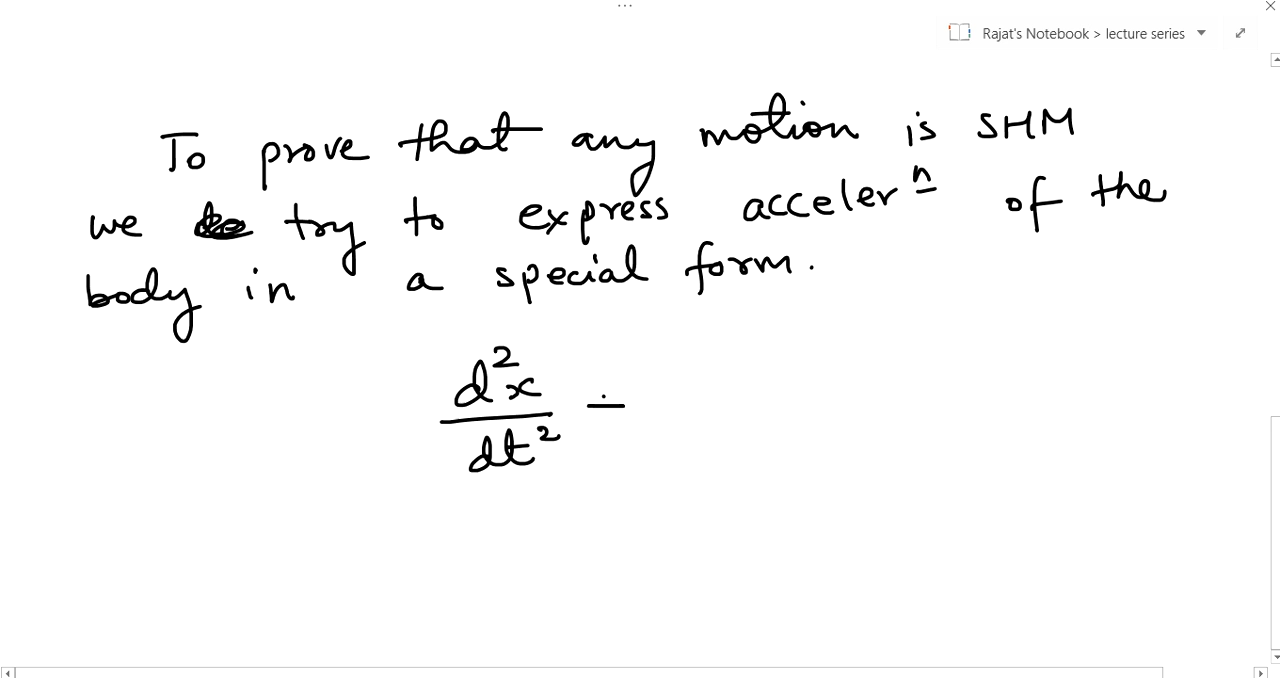 ...
Rajat's Notebook > lecture series
To prove that any motion is SHM
we try to express acceler^n of the
body in a special form.
d²x/dt² =